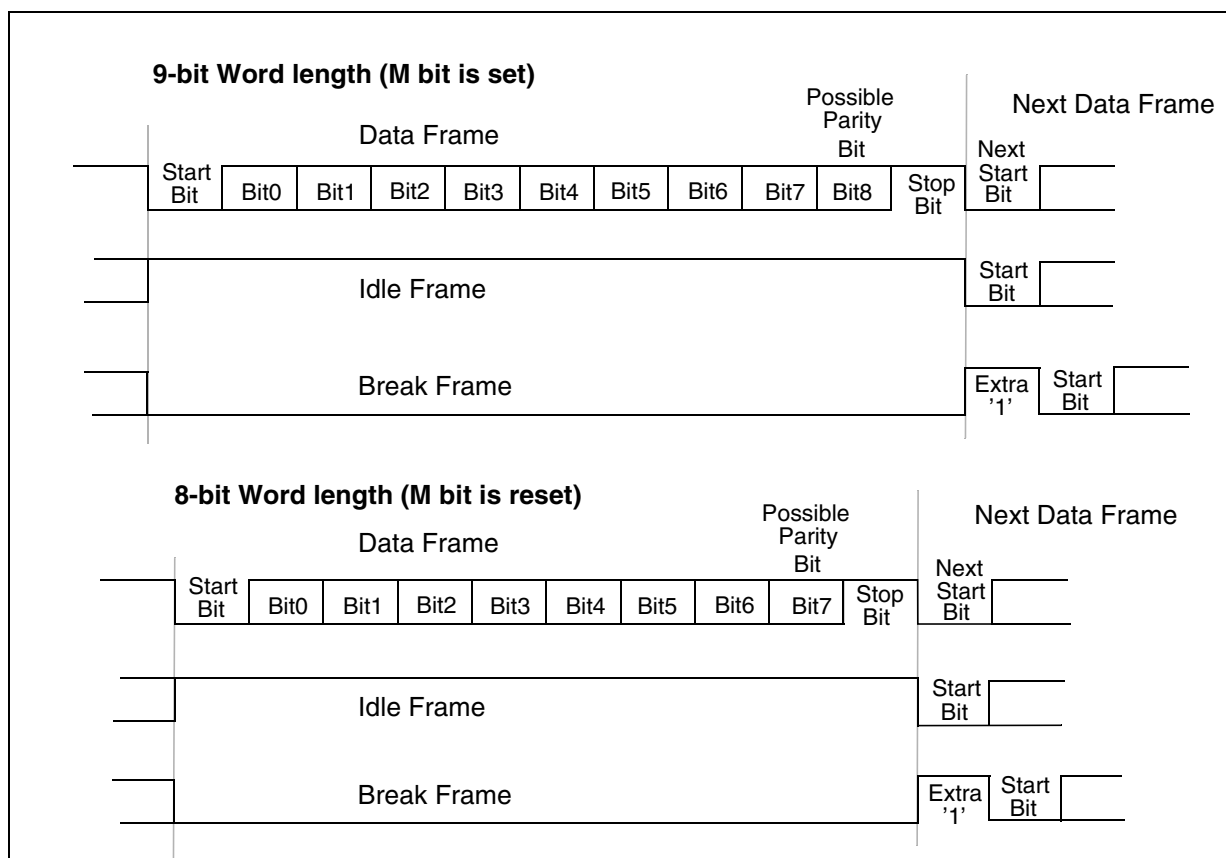 9-bit Word length (M bit is set)
Possible
Parity
Bit
Next Data Frame
Data Frame
Start
Bit
Bit0
Bit1
Bit2
Bit3
Bit4
Bit5
Bit6
Bit7
Bit8
Stop
Bit
Next
Start
Bit
Idle Frame
Start
Bit
Break Frame
Extra
'1'
Start
Bit
8-bit Word length (M bit is reset)
Possible
Parity
Bit
Next Data Frame
Data Frame
Start
Bit
Bit0
Bit1
Bit2
Bit3
Bit4
Bit5
Bit6
Bit7
Stop
Bit
Next
Start
Bit
Idle Frame
Start
Bit
Break Frame
Extra
'1'
Start
Bit